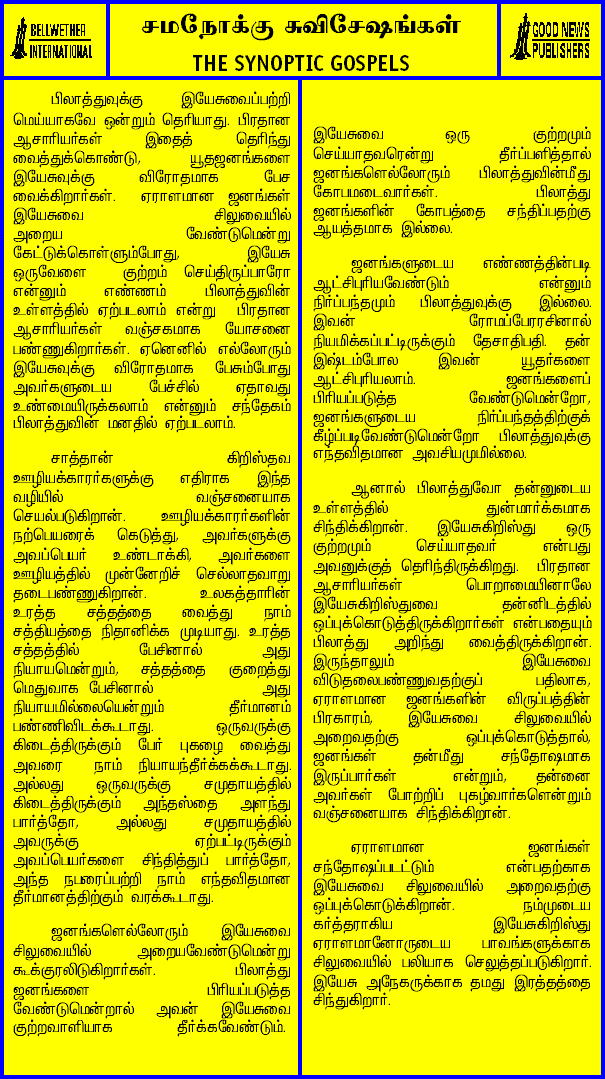 BELLWETHER
INTERNATIONAL
சமநோக்கு சுவிசேஷங்கள்
THE SYNOPTIC GOSPELS
GOOD NEWS
PUBLISHERS
பிலாத்துவுக்கு இயேசுவைப்பற்றி
மெய்யாகவே ஒன்றும் தெரியாது. பிரதான
ஆசாரியர்கள் இதைத் தெரிந்து
வைத்துக்கொண்டு, யூதஜனங்களை
இயேசுவுக்கு விரோதமாக பேச
வைக்கிறார்கள். ஏராளமான ஜனங்கள்
இயேசுவை சிலுவையில்
அறைய வேண்டுமென்று
கேட்டுக்கொள்ளும்போது, இயேசு
ஒருவேளை குற்றம் செய்திருப்பாரோ
என்னும் எண்ணம் பிலாத்துவின்
உள்ளத்தில் ஏற்படலாம் என்று பிரதான
ஆசாரியர்கள் வஞ்சகமாக யோசனை
பண்ணுகிறார்கள். ஏனெனில் எல்லோரும்
இயேசுவுக்கு விரோதமாக பேசும்போது
அவர்களுடைய பேச்சில் ஏதாவது
உண்மையிருக்கலாம் என்னும் சந்தேகம்
பிலாத்துவின் மனதில் ஏற்படலாம்.
சாத்தான் கிறிஸ்தவ
ஊழியக்காரர்களுக்கு எதிராக இந்த
வழியில் வஞ்சனையாக
செயல்படுகிறான். ஊழியக்காரர்களின்
நற்பெயரைக் கெடுத்து, அவர்களுக்கு
அவப்பெயர் உண்டாக்கி, அவர்களை
ஊழியத்தில் முன்னேறிச் செல்லாதவாறு
தடைபண்ணுகிறான். உலகத்தாரின்
உரத்த சத்தத்தை வைத்து நாம்
சத்தியத்தை நிதானிக்க முடியாது. உரத்த
சத்தத்தில் பேசினால் அது
நியாயமென்றும், சத்தத்தை குறைத்து
மெதுவாக பேசினால் அது
நியாயமில்லையென்றும் தீர்மானம்
பண்ணிவிடக்கூடாது. ஒருவருக்கு
கிடைத்திருக்கும் பேர் புகழை வைத்து
அவரை நாம் நியாயந்தீர்க்கக்கூடாது.
அல்லது ஒருவருக்கு சமுதாயத்தில்
கிடைத்திருக்கும் அந்தஸ்தை அளந்து
பார்த்தோ, அல்லது சமுதாயத்தில்
அவருக்கு ஏற்பட்டிருக்கும்
அவப்பெயர்களை சிந்தித்துப் பார்த்தோ,
அந்த நபரைப்பற்றி நாம் எந்தவிதமான
தீர்மானத்திற்கும் வரக்கூடாது.
ஜனங்களெல்லோரும் இயேசுவை
சிலுவையில் அறையவேண்டுமென்று
கூக்குரலிடுகிறார்கள். பிலாத்து
ஜனங்களை பிரியப்படுத்த
வேண்டுமென்றால் அவன் இயேசுவை
குற்றவாளியாக தீர்க்கவேண்டும்.
இயேசுவை ஒரு குற்றமும்
செய்யாதவரென்று தீர்ப்பளித்தால்
ஜனங்களெல்லோரும் பிலாத்துவின்மீது
கோபமடைவார்கள். பிலாத்து
ஜனங்களின் கோபத்தை சந்திப்பதற்கு
ஆயத்தமாக இல்லை.
ஜனங்களுடைய எண்ணத்தின்படி
ஆட்சிபுரியவேண்டும் என்னும்
நிர்ப்பந்தமும் பிலாத்துவுக்கு இல்லை.
இவன் ரோமப்பேரரசினால்
நியமிக்கப்பட்டிருக்கும் தேசாதிபதி. தன்
இஷ்டம்போல இவன் யூதர்களை
ஆட்சிபுரியலாம். ஜனங்களைப்
பிரியப்படுத்த வேண்டுமென்றோ,
ஜனங்களுடைய நிர்ப்பந்தத்திற்குக்
கீழ்ப்படிவேண்டுமென்றோ பிலாத்துவுக்கு
எந்தவிதமான அவசியமுமில்லை.
ஆனால் பிலாத்துவோ தன்னுடைய
உள்ளத்தில் துன்மார்க்கமாக
சிந்திக்கிறான். இயேசுகிறிஸ்து ஒரு
குற்றமும் செய்யாதவர் என்பது
அவனுக்குத் தெரிந்திருக்கிறது. பிரதான
ஆசாரியர்கள் பொறாமையினாலே
இயேசுகிறிஸ்துவை தன்னிடத்தில்
ஒப்புக்கொடுத்திருக்கிறார்கள் என்பதையும்
பிலாத்து அறிந்து வைத்திருக்கிறான்.
இருந்தாலும் இயேசுவை
விடுதலைபண்ணுவதற்குப் பதிலாக,
ஏராளமான ஜனங்களின் விருப்பத்தின்
பிரகாரம், இயேசுவை சிலுவையில்
அறைவதற்கு ஒப்புக்கொடுத்தால்,
ஜனங்கள் தன்மீது சந்தோஷமாக
இருப்பார்கள் என்றும், தன்னை
அவர்கள் போற்றிப் புகழ்வார்களென்றும்
வஞ்சனையாக சிந்திக்கிறான்.
ஏராளமான ஜனங்கள்
சந்தோஷப்படட்டும் என்பதற்காக
இயேசுவை சிலுவையில் அறைவதற்கு
ஒப்புக்கொடுக்கிறான். நம்முடைய
கர்த்தராகிய இயேசுகிறிஸ்து
ஏராளமானோருடைய பாவங்களுக்காக
சிலுவையில் பலியாக செலுத்தப்படுகிறார்.
இயேசு அநேகருக்காக தமது இரத்தத்தை
சிந்துகிறார்.